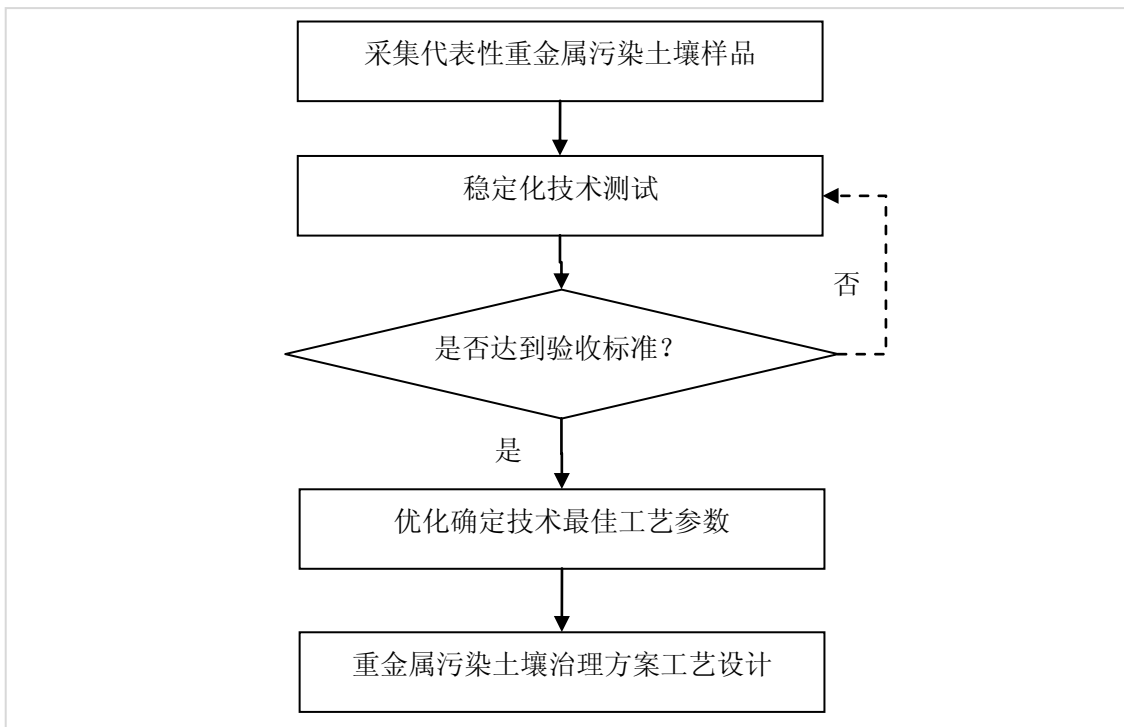 采集代表性重金属污染土壤样品
稳定化技术测试
否
是否达到验收标准?
是
优化确定技术最佳工艺参数
重金属污染土壤治理方案工艺设计